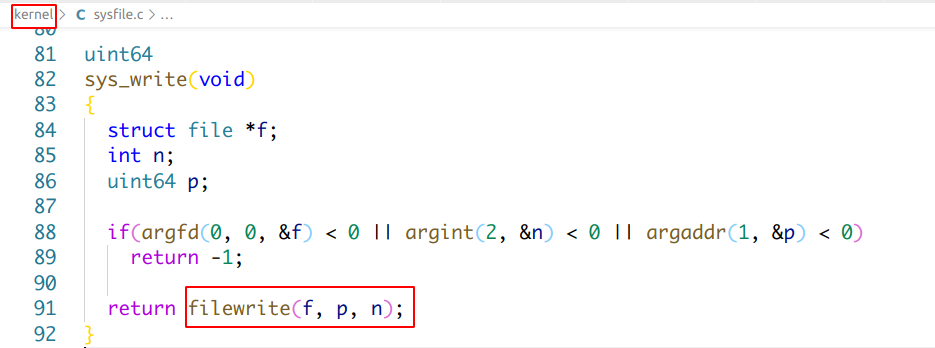 kernel > C sysfile.c > ...
80
81 uint64
82 sys_write(void)
83 {
84 struct file *f;
85 int n;
86 uint64 p;
87
88 if(argfd(0, 0, &f) < 0 || argint(2, &n) < 0 || argaddr(1, &p) < 0)
89 return -1;
90
91 return filewrite(f, p, n);
92 }